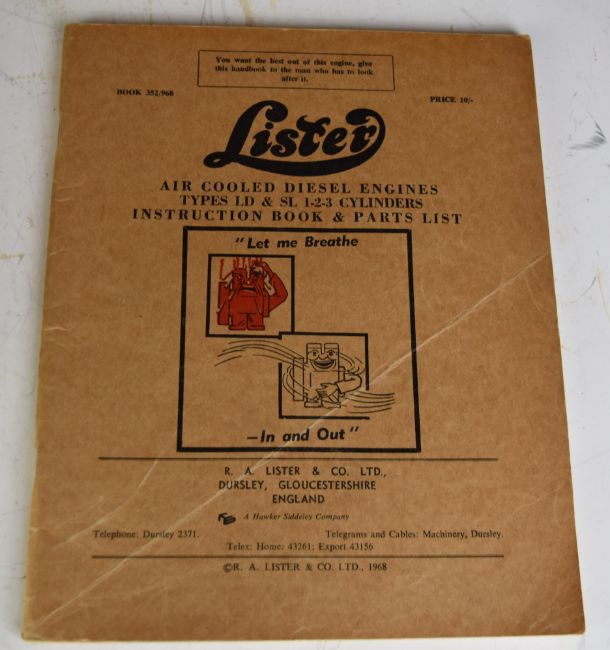 You want the best out of this engine, give
this handbook to the man who has to look
after it.
BOOK 352/968
PRICE 10/-
Lister
AIR COOLED DIESEL ENGINES
TYPES LD & SL 1-2-3 CYLINDERS
INSTRUCTION BOOK & PARTS LIST
"Let me Breathe
—In and Out"
R. A. LISTER & CO. LTD.,
DURSLEY, GLOUCESTERSHIRE
ENGLAND
A Hawker Siddeley Company
Telephone: Dursley 2371. Telegrams and Cables: Machinery, Dursley.
Telex: Home: 43261; Export 43156
©R. A. LISTER & CO. LTD., 1968